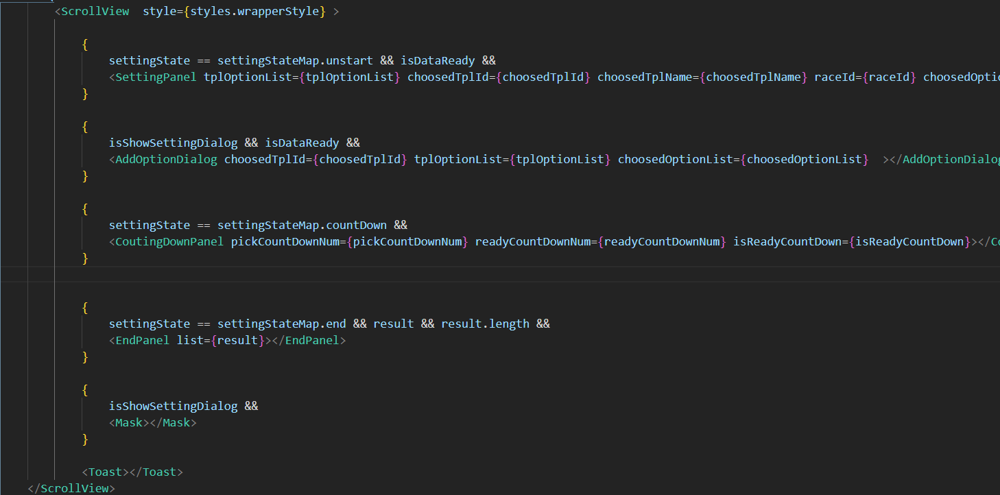 <ScrollView  style={styles.wrapperStyle} >
{
settingState == settingStateMap.unstart && isDataReady &&
<SettingPanel tplOptionList={tplOptionList} choosedTplId={choosedTplId} choosedTplName={choosedTplName} raceId={raceId} choosedOptio
}
{
isShowSettingDialog && isDataReady &&
<AddOptionDialog choosedTplId={choosedTplId} tplOptionList={tplOptionList} choosedOptionList={choosedOptionList}  ></AddOptionDialog
}
{
settingState == settingStateMap.countDown &&
<CoutingDownPanel pickCountDownNum={pickCountDownNum} readyCountDownNum={readyCountDownNum} isReadyCountDown={isReadyCountDown}></Co
}
{
settingState == settingStateMap.end && result && result.length &&
<EndPanel list={result}></EndPanel>
}
{
isShowSettingDialog &&
<Mask></Mask>
}
<Toast></Toast>
</ScrollView>